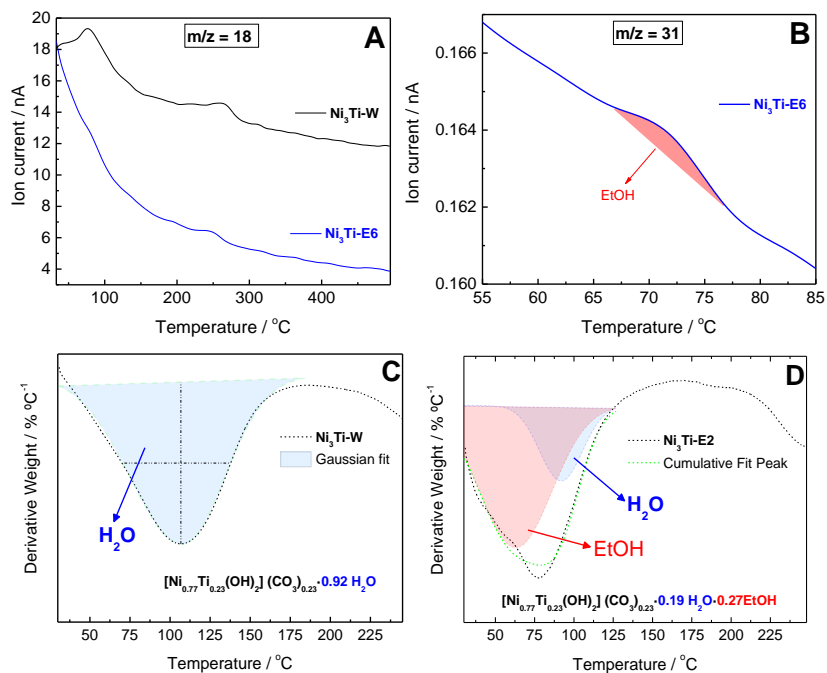 A
m/z = 18
Ion current / nA
20
18
16
14
12
10
8
6
4
Ni₃Ti-W
Ni₃Ti-E6
100
200
300
400
Temperature / °C
B
m/z = 31
Ion current / nA
0.166
0.164
0.162
0.160
Ni₃Ti-E6
EtOH
55
60
65
70
75
80
85
Temperature / °C
C
Derivative Weight / % ºC⁻¹
Ni₃Ti-W
Gaussian fit
H₂O
[Ni₀.₇₇Ti₀.₂₃(OH)₂] (CO₃)₀.₂₃·0.92 H₂O
50
75
100
125
150
175
200
225
Temperature / °C
D
Derivative Weight / % ºC⁻¹
Ni₃Ti-E2
Cumulative Fit Peak
H₂O
EtOH
[Ni₀.₇₇Ti₀.₂₃(OH)₂] (CO₃)₀.₂₃·0.19 H₂O·0.27EtOH
50
75
100
125
150
175
200
225
Temperature / °C